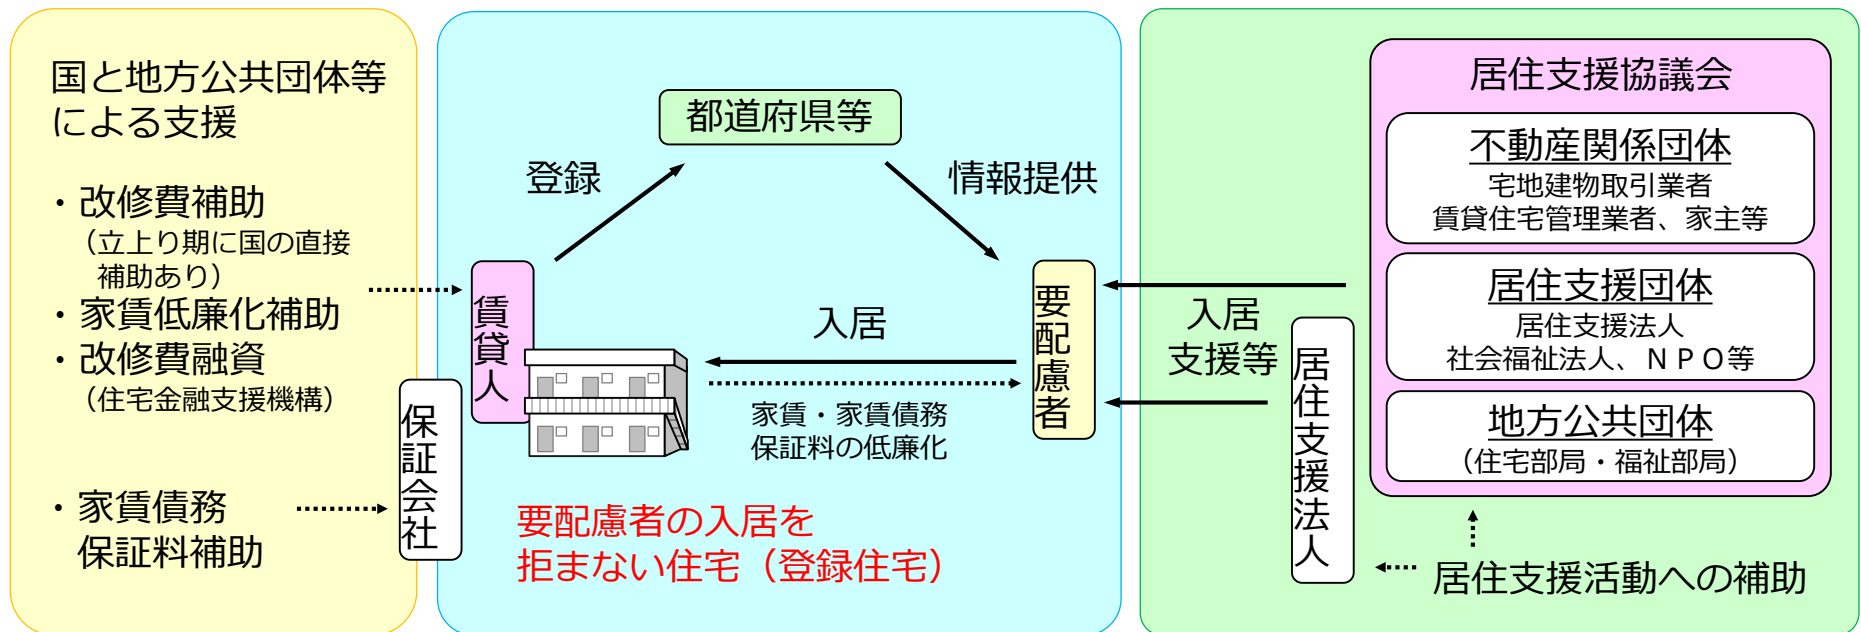 国と地方公共団体等
による支援
・改修費補助
（立上り期に国の直接
補助あり）
・家賃低廉化補助
・改修費融資
（住宅金融支援機構）
・家賃債務
保証料補助
保証会社
都道府県等
登録
情報提供
賃貸人
入居
家賃・家賃債務
保証料の低廉化
要配慮者
要配慮者の入居を
拒まない住宅（登録住宅）
入居
支援等
居住支援法人
居住支援協議会
不動産関係団体
宅地建物取引業者
賃貸住宅管理業者、家主等
居住支援団体
居住支援法人
社会福祉法人、ＮＰＯ等
地方公共団体
（住宅部局・福祉部局）
居住支援活動への補助